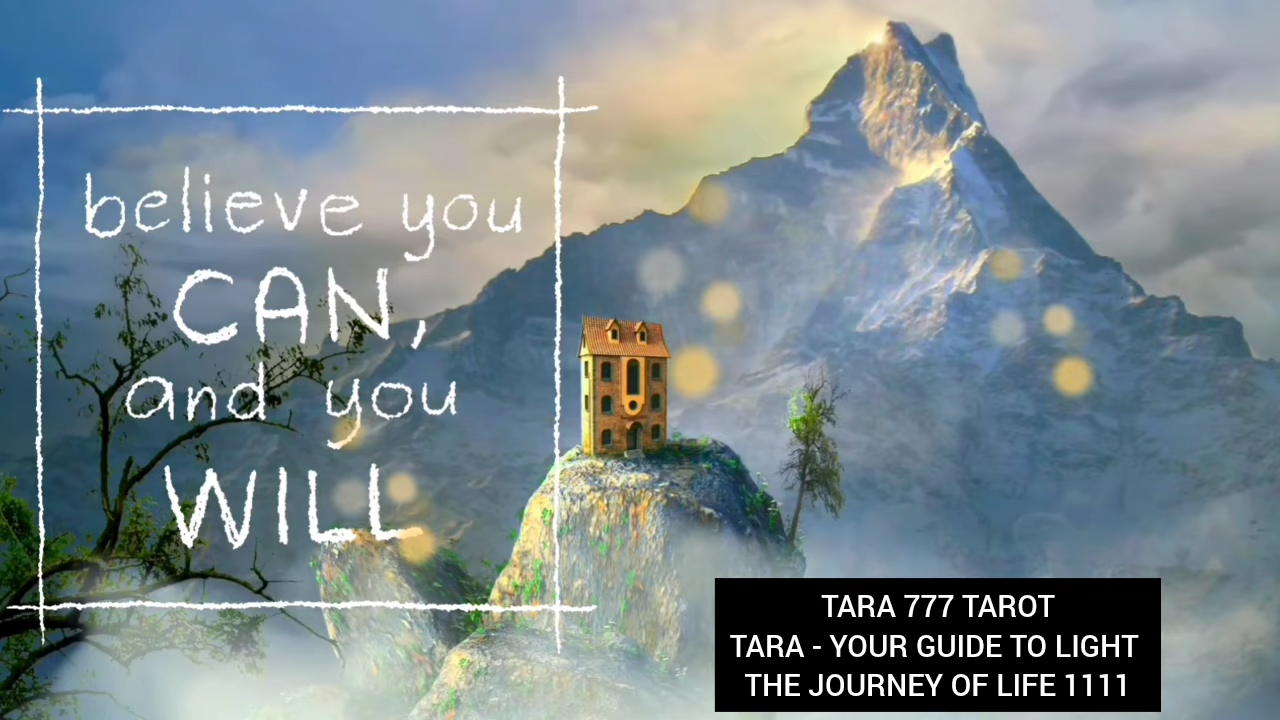 believe you
CAN,
and you
WILL
TARA 777 TAROT
TARA - YOUR GUIDE TO LIGHT
THE JOURNEY OF LIFE 1111